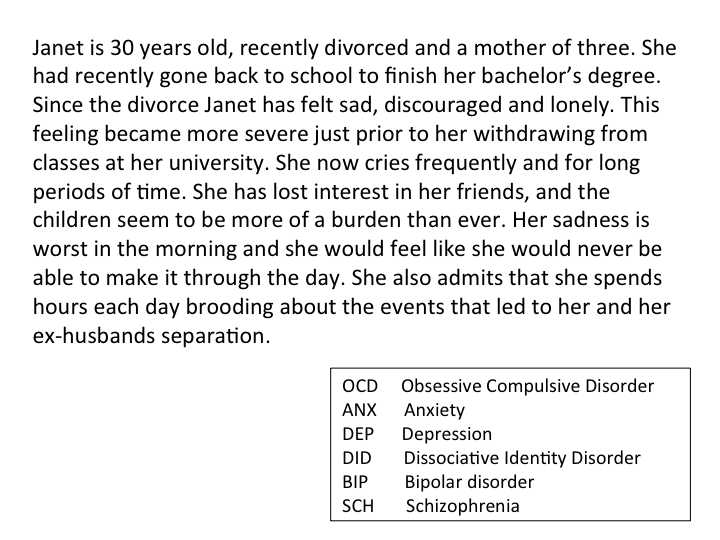 Janet is 30 years old, recently divorced and a mother of three. She
had recently gone back to school to finish her bachelor’s degree.
Since the divorce Janet has felt sad, discouraged and lonely. This
feeling became more severe just prior to her withdrawing from
classes at her university. She now cries frequently and for long
periods of time. She has lost interest in her friends, and the
children seem to be more of a burden than ever. Her sadness is
worst in the morning and she would feel like she would never be
able to make it through the day. She also admits that she spends
hours each day brooding about the events that led to her and her
ex-husbands separation.
OCD Obsessive Compulsive Disorder
ANX Anxiety
DEP Depression
DID Dissociative Identity Disorder
BIP Bipolar disorder
SCH Schizophrenia